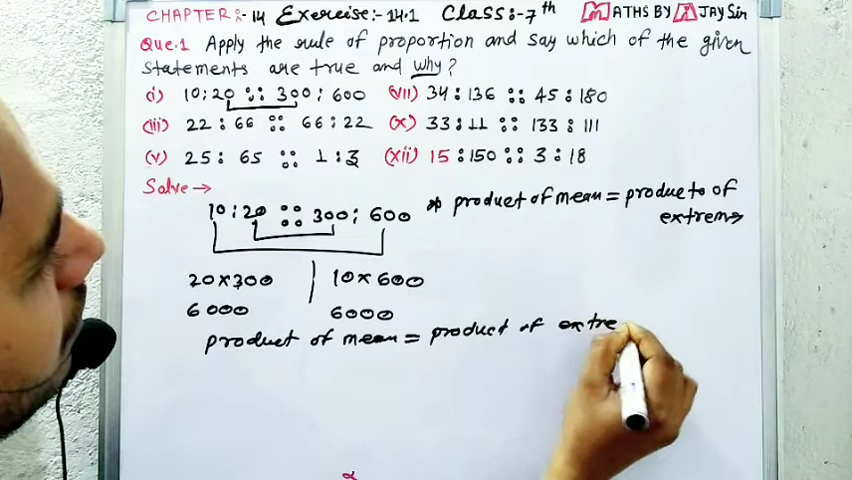 CHAPTER:-14 Exercise:-14.1 Class:-7th MATHS BY AJAY Sir
Que.1 Apply the rule of proportion and say which of the given
statements are true and why?
(i) 10:20 :: 300:600 (VII) 34:136 :: 45:180
(iii) 22:66 :: 66:22 (X) 33:11 :: 133:111
(v) 25:65 :: 1:3 (xii) 15:150 :: 3:18
Solve→
10:20 :: 300:600 * product of mean = producto of
extrem→
20×300 | 10×600
6000 6000
product of mean = product of extre